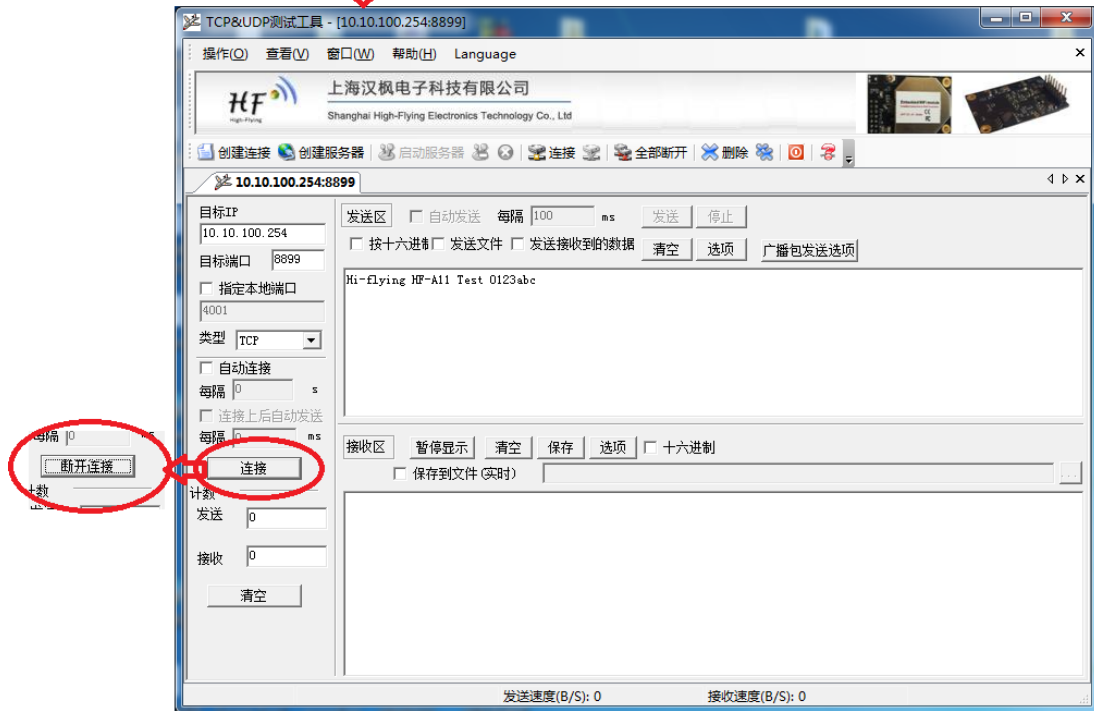 TCP&UDP测试工具 - [10.10.100.254:8899]
操作(O) 查看(V) 窗口(W) 帮助(H) Language
HF
High-Flying
上海汉枫电子科技有限公司
Shanghai High-Flying Electronics Technology Co., Ltd
创建连接 创建服务器 启动服务器 连接 全部断开 删除
10.10.100.254:8899
目标IP
10.10.100.254
目标端口 8899
指定本地端口
4001
类型 TCP
自动连接
每隔 0 s
连接上后自动发送
每隔 0 ms
连接
计数
发送 0
接收 0
清空
每隔 0
断开连接
计数
发送区 自动发送 每隔 100 ms 发送 停止
按十六进制 发送文件 发送接收到的数据 清空 选项 广播包发送选项
Hi-flying HF-A11 Test 0123abc
接收区 暂停显示 清空 保存 选项 十六进制
保存到文件(实时) ...
发送速度(B/S): 0 接收速度(B/S): 0